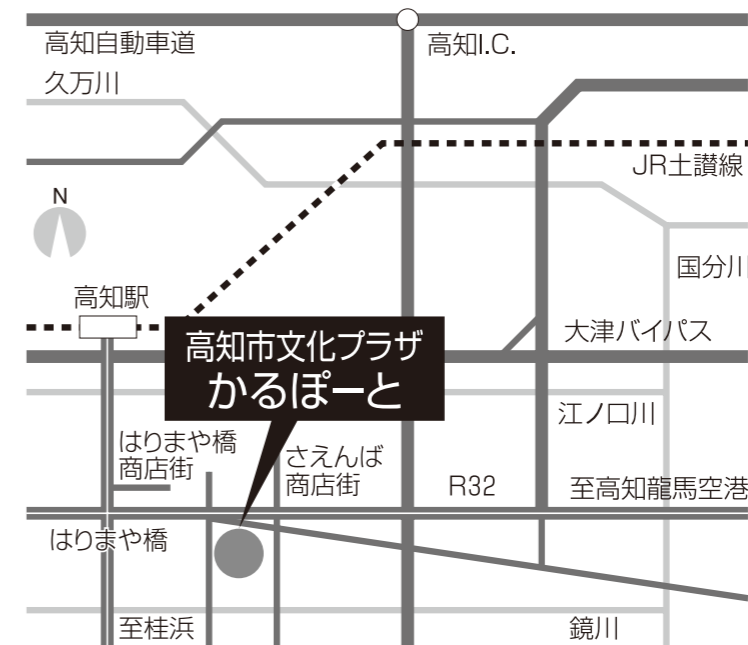 高知自動車道
高知I.C.
久万川
JR土讃線
N
国分川
高知駅
大津バイパス
高知市文化プラザ
かるぽーと
江ノ口川
はりまや橋
商店街
さえんば
商店街
R32
至高知龍馬空港
はりまや橋
至桂浜
鏡川